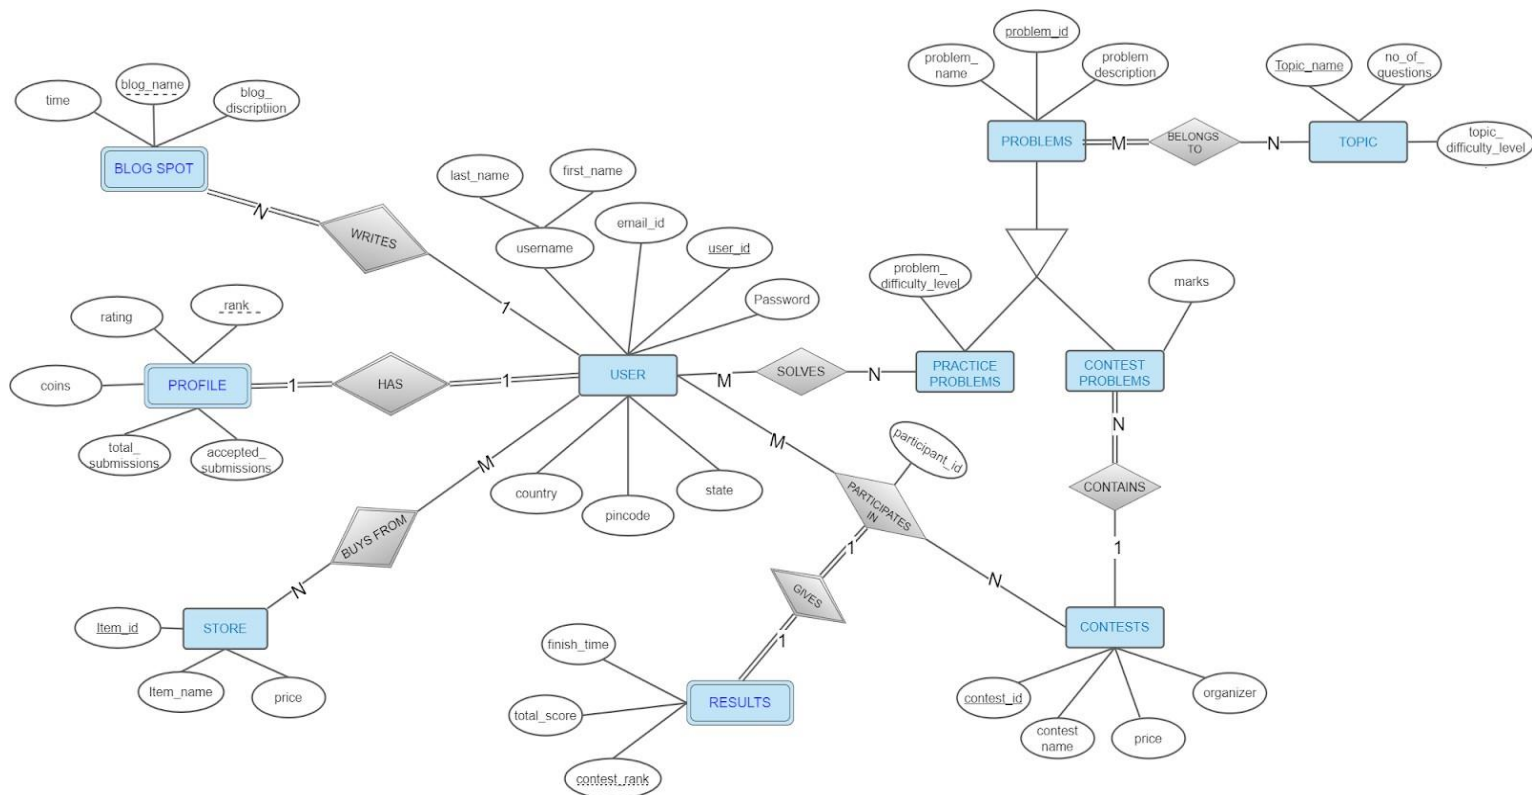 problem_id
problem_
name
problem
description
Topic_name
no_of_
questions
time
blog_name
blog_
discriptiion
PROBLEMS
M
BELONGS
TO
N
TOPIC
topic_
difficulty_level
BLOG SPOT
last_name
first_name
N
WRITES
username
email_id
user_id
problem_
difficulty_level
marks
rating
rank
1
Password
coins
PROFILE
1
HAS
1
USER
M
SOLVES
N
PRACTICE
PROBLEMS
CONTEST
PROBLEMS
N
total_
submissions
accepted_
submissions
M
M
participant_id
country
pincode
state
PARTICIPATES
IN
CONTAINS
BUYS FROM
1
1
N
GIVES
N
Item_id
STORE
1
CONTESTS
finish_time
Item_name
price
total_score
RESULTS
contest_id
organizer
contest
name
price
contest_rank